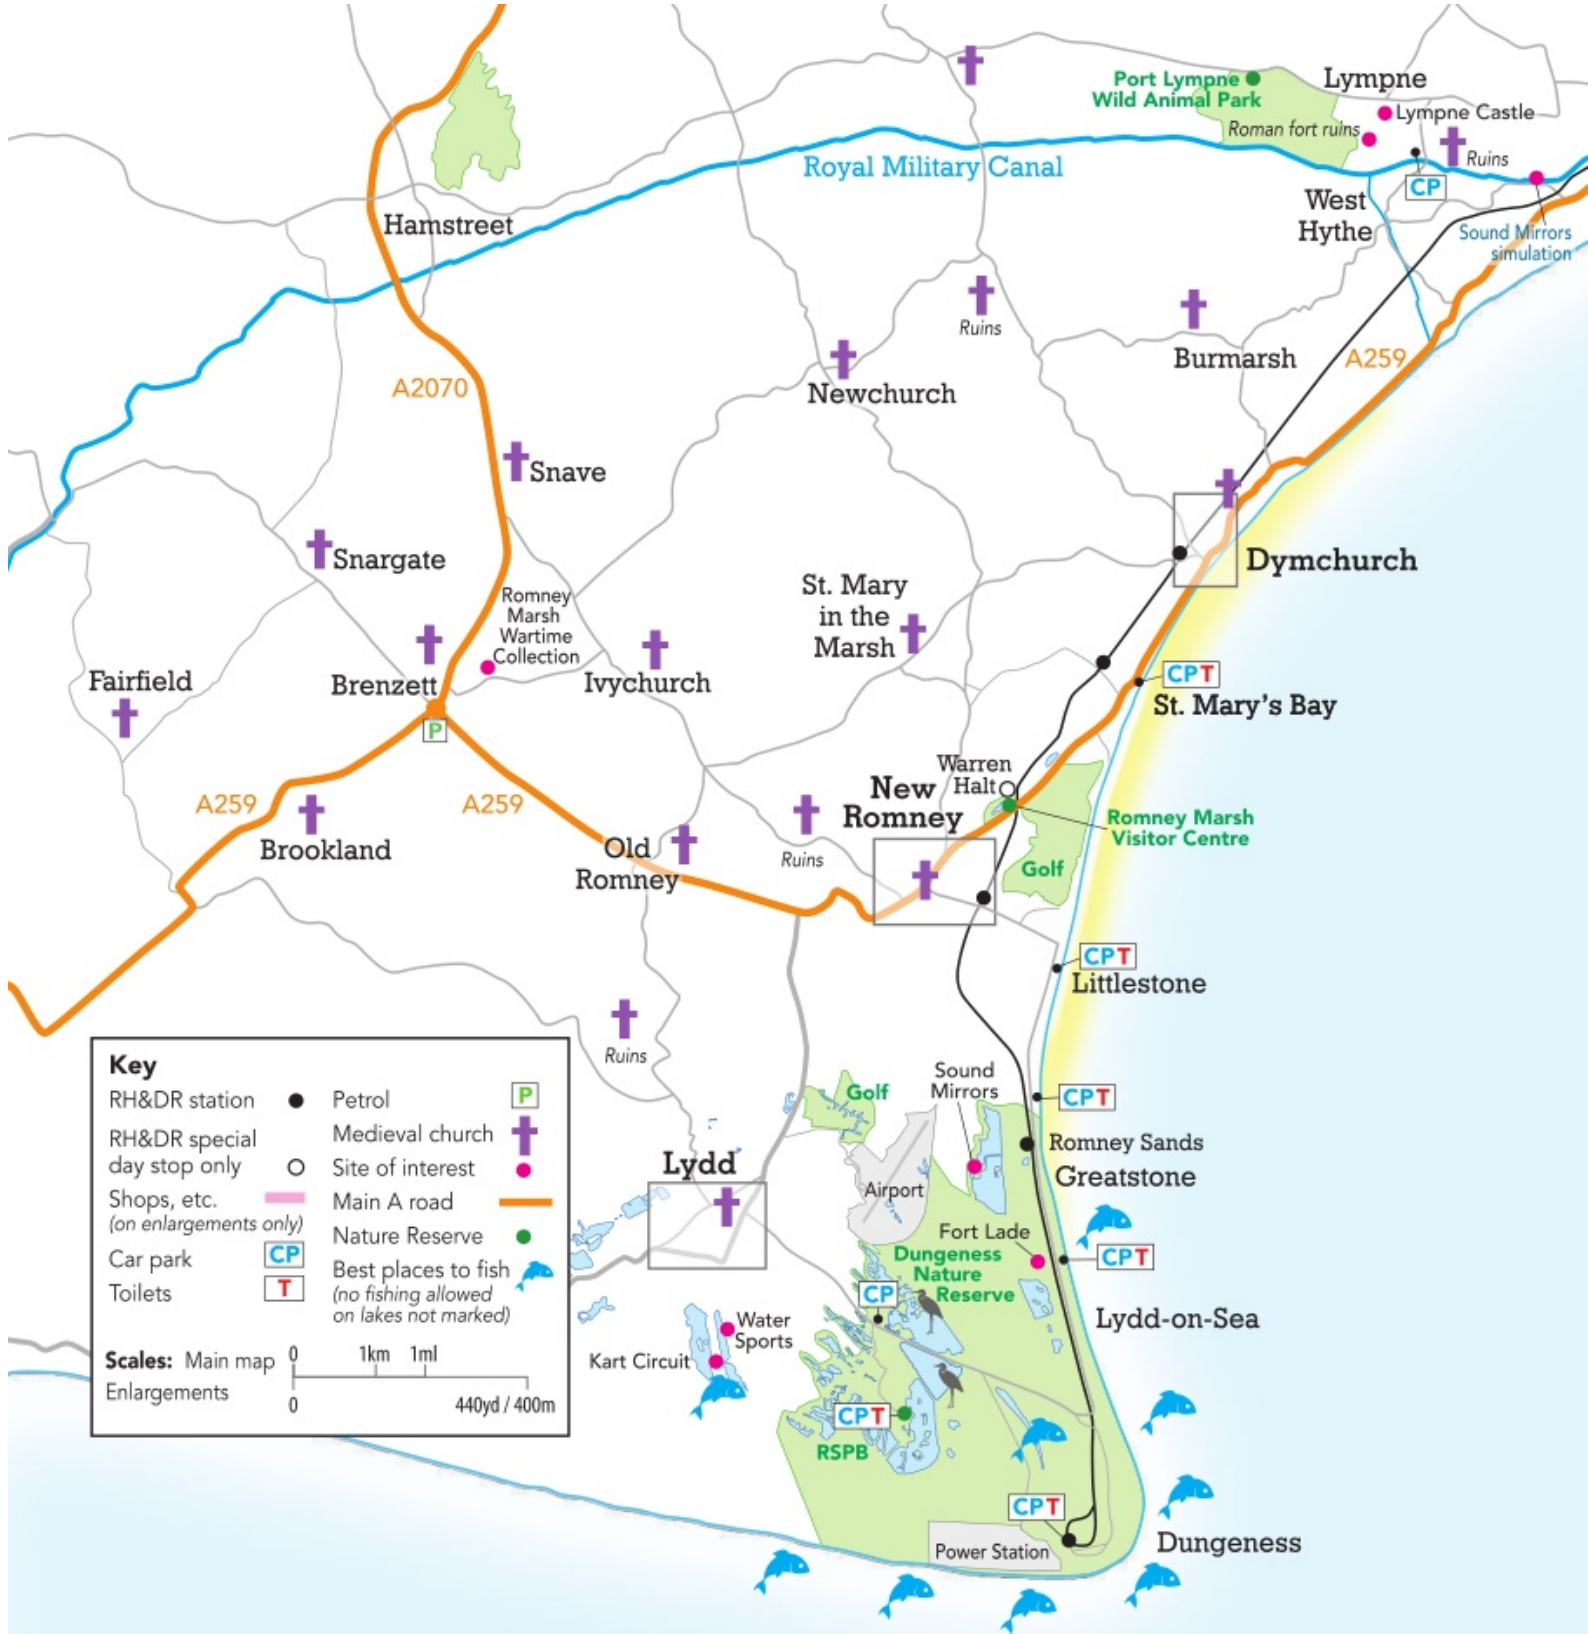 Port Lympne
Wild Animal Park
Lympne
Lympne Castle
Roman fort ruins
Ruins
Royal Military Canal
CP
West
Hythe
Sound Mirrors
simulation
Hamstreet
Ruins
Burmarsh
A259
A2070
Newchurch
Snave
Snargate
Dymchurch
Romney
Marsh
Wartime
Collection
St. Mary
in the
Marsh
Fairfield
Brenzett
Ivychurch
CPT
St. Mary's Bay
P
Warren
Halt
New
Romney
A259
A259
Romney Marsh
Visitor Centre
Brookland
Old
Romney
Ruins
Golf
CPT
Littlestone
Ruins
Sound
Mirrors
Golf
CPT
Romney Sands
Greatstone
Lydd
Airport
Fort Lade
Dungeness
Nature
Reserve
CPT
CP
Lydd-on-Sea
Water
Sports
Kart Circuit
CPT
RSPB
CPT
Power Station
Dungeness
Key
RH&DR station
RH&DR special
day stop only
Shops, etc.
(on enlargements only)
Car park
CP
Toilets
T
Petrol
P
Medieval church
Site of interest
Main A road
Nature Reserve
Best places to fish
(no fishing allowed
on lakes not marked)
Scales: Main map 0 1km 1ml
Enlargements
0 440yd / 400m